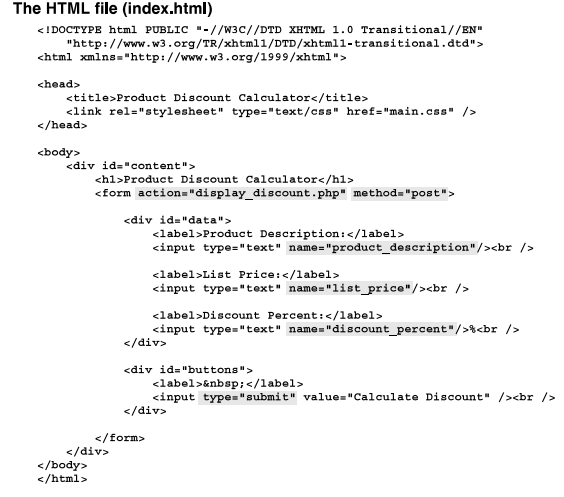 The HTML file (index.html)
<!DOCTYPE html PUBLIC "-//W3C//DTD XHTML 1.0 Transitional//EN"
"http://www.w3.org/TR/xhtml1/DTD/xhtml1-transitional.dtd">
<html xmlns="http://www.w3.org/1999/xhtml">
<head>
<title>Product Discount Calculator</title>
<link rel="stylesheet" type="text/css" href="main.css" />
</head>
<body>
<div id="content">
<h1>Product Discount Calculator</h1>
<form action="display_discount.php" method="post">
<div id="data">
<label>Product Description:</label>
<input type="text" name="product_description"/><br />
<label>List Price:</label>
<input type="text" name="list_price"/><br />
<label>Discount Percent:</label>
<input type="text" name="discount_percent"/>%<br />
</div>
<div id="buttons">
<label>&nbsp;</label>
<input type="submit" value="Calculate Discount" /><br />
</div>
</form>
</div>
</body>
</html>